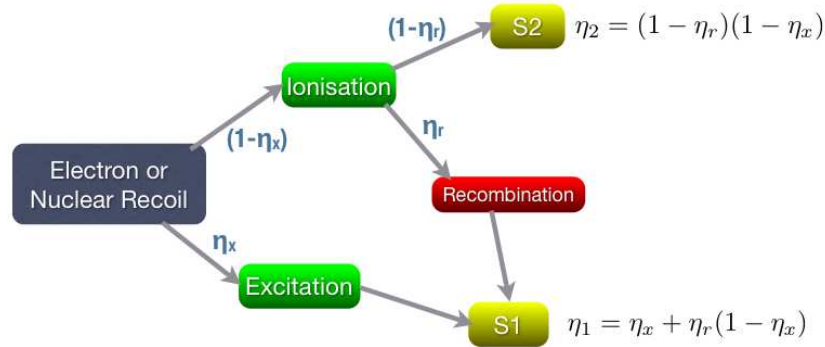 (1-ηr)
S2
η2 = (1 − ηr)(1 − ηx)
Ionisation
(1-ηx)
ηr
Electron or
Nuclear Recoil
Recombination
ηx
Excitation
S1
η1 = ηx + ηr(1 − ηx)